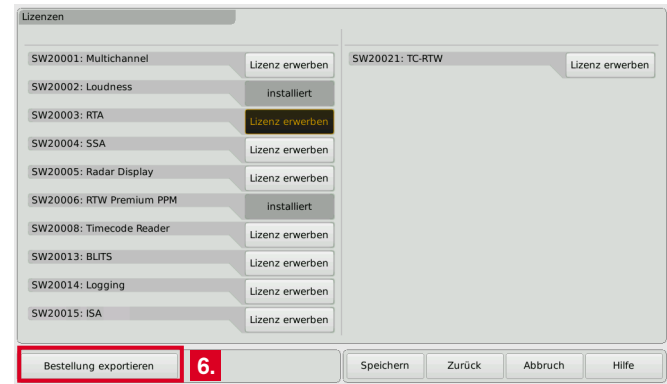 Lizenzen
SW20001: Multichannel
Lizenz erwerben
SW20002: Loudness
installiert
SW20003: RTA
Lizenz erwerben
SW20004: SSA
Lizenz erwerben
SW20005: Radar Display
Lizenz erwerben
SW20006: RTW Premium PPM
installiert
SW20008: Timecode Reader
Lizenz erwerben
SW20013: BLITS
Lizenz erwerben
SW20014: Logging
Lizenz erwerben
SW20015: ISA
Lizenz erwerben
SW20021: TC-RTW
Lizenz erwerben
Bestellung exportieren
6.
Speichern
Zurück
Abbruch
Hilfe